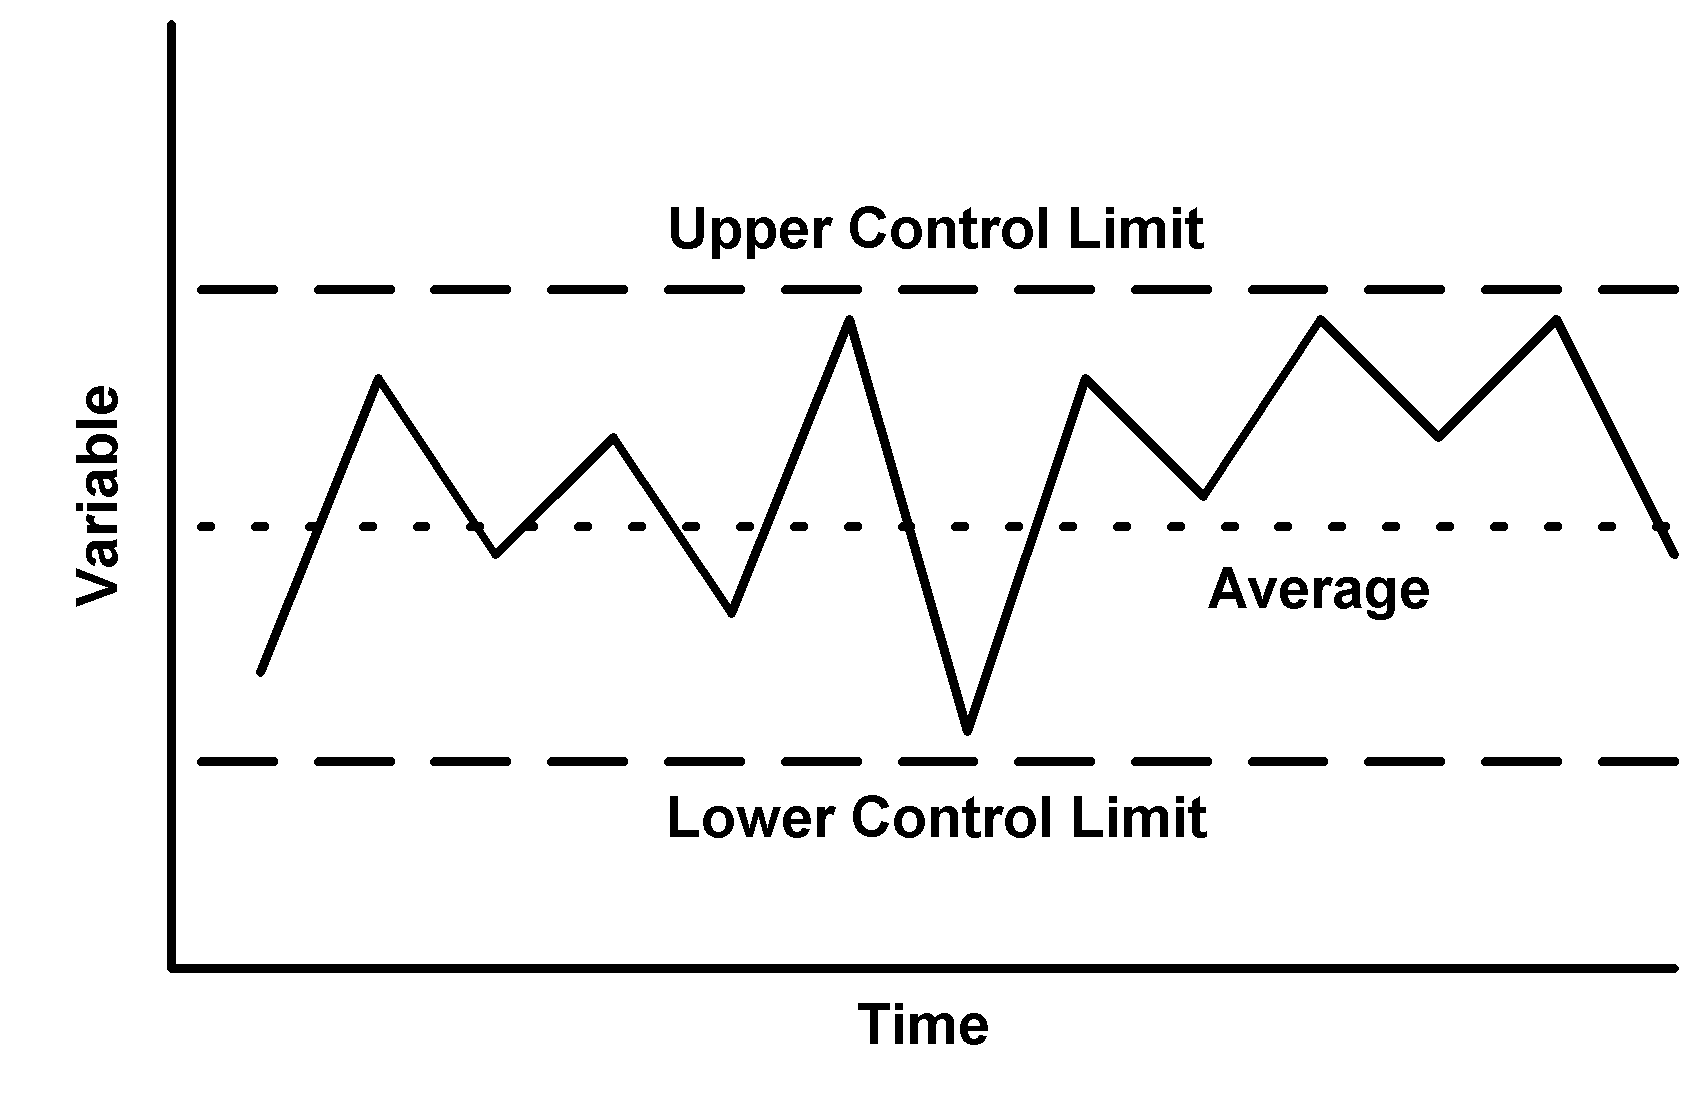 Upper Control Limit
Variable
Average
Lower Control Limit
Time